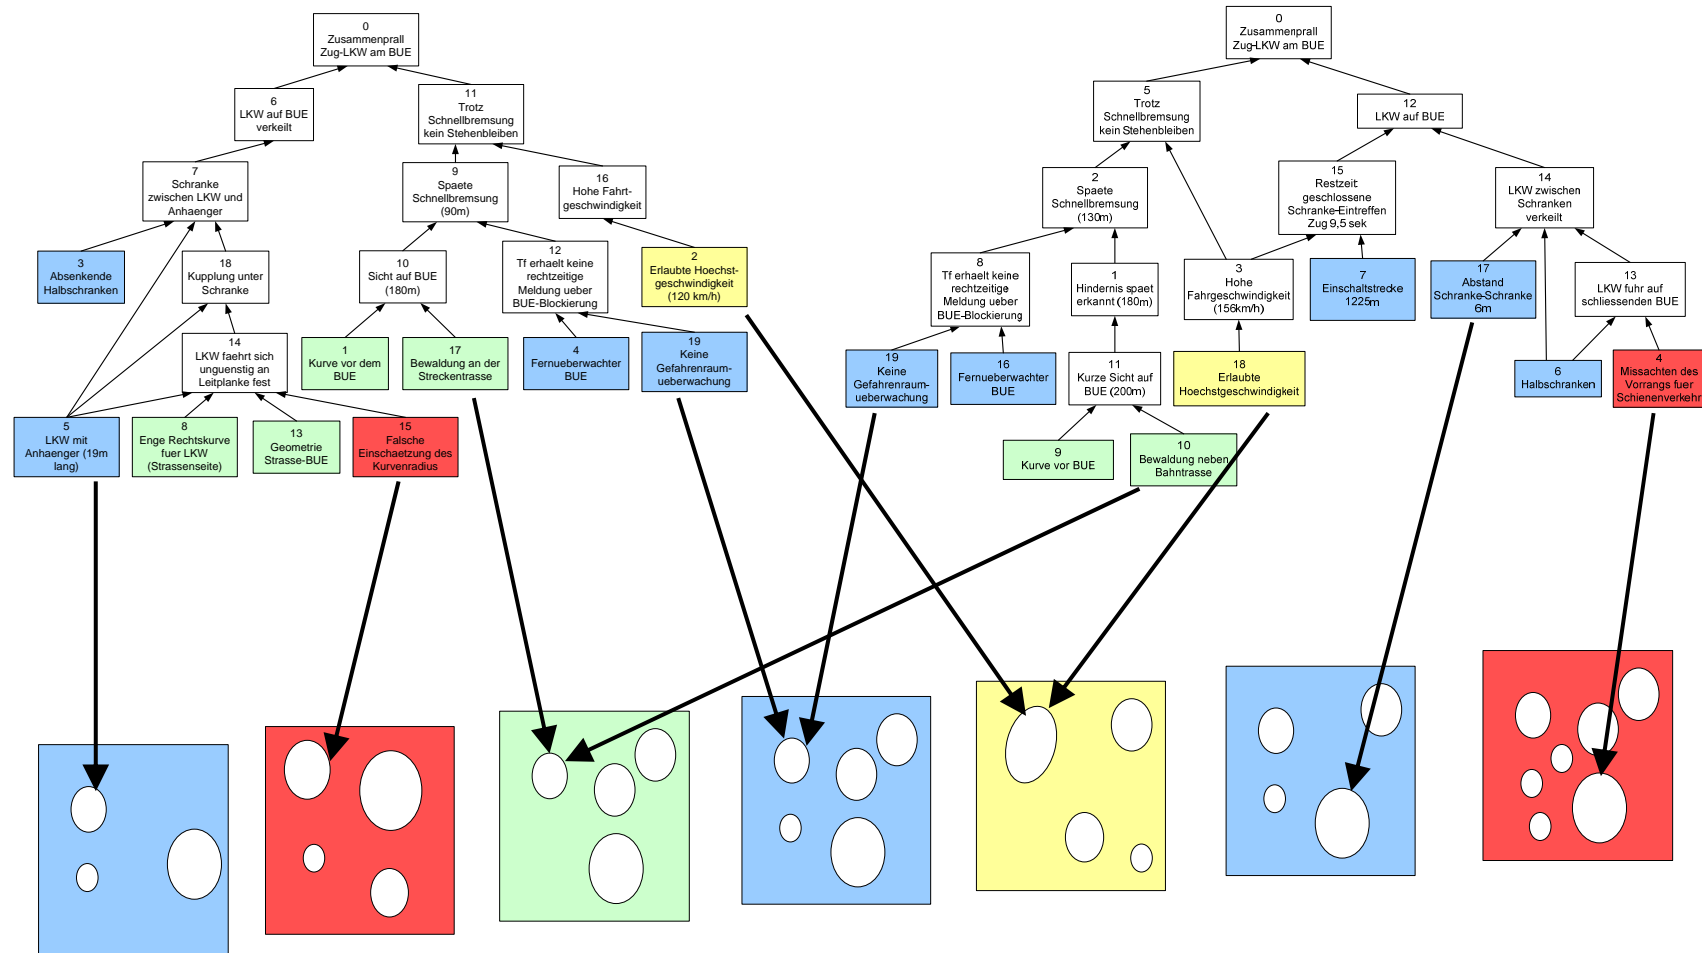 0
Zusammenprall
Zug-LKW am BUE
6
LKW auf BUE
verkeilt
11
Trotz
Schnellbremsung
kein Stehenbleiben
7
Schranke
zwischen LKW und
Anhaenger
9
Spaete
Schnellbremsung
(90m)
16
Hohe Fahrt-
geschwindigkeit
3
Absenkende
Halbschranken
18
Kupplung unter
Schranke
10
Sicht auf BUE
(180m)
12
Tf erhaelt keine
rechtzeitige
Meldung ueber
BUE-Blockierung
2
Erlaubte Hoechst-
geschwindigkeit
(120 km/h)
14
LKW faehrt sich
unguenstig an
Leitplanke fest
1
Kurve vor dem
BUE
17
Bewaldung an der
Streckentrasse
4
Fernueberwachter
BUE
19
Keine
Gefahrenraum-
ueberwachung
5
LKW mit
Anhaenger (19m
lang)
8
Enge Rechtskurve
fuer LKW
(Strassenseite)
13
Geometrie
Strasse-BUE
15
Falsche
Einschaetzung des
Kurvenradius
0
Zusammenprall
Zug-LKW am BUE
5
Trotz
Schnellbremsung
kein Stehenbleiben
12
LKW auf BUE
2
Spaete
Schnellbremsung
(130m)
15
Restzeit
geschlossene
Schranke-Eintreffen
Zug 9,5 sek
14
LKW zwischen
Schranken
verkeilt
8
Tf erhaelt keine
rechtzeitige
Meldung ueber
BUE-Blockierung
1
Hindernis spaet
erkannt (180m)
3
Hohe
Fahrgeschwindigkeit
(156km/h)
7
Einschaltstrecke
1225m
17
Abstand
Schranke-Schranke
6m
13
LKW fuhr auf
schliessenden BUE
19
Keine
Gefahrenraum-
ueberwachung
16
Fernueberwachter
BUE
11
Kurze Sicht auf
BUE (200m)
18
Erlaubte
Hoechstgeschwindigkeit
6
Halbschranken
4
Missachten des
Vorrangs fuer
Schienenverkehr
9
Kurve vor BUE
10
Bewaldung neben
Bahntrasse